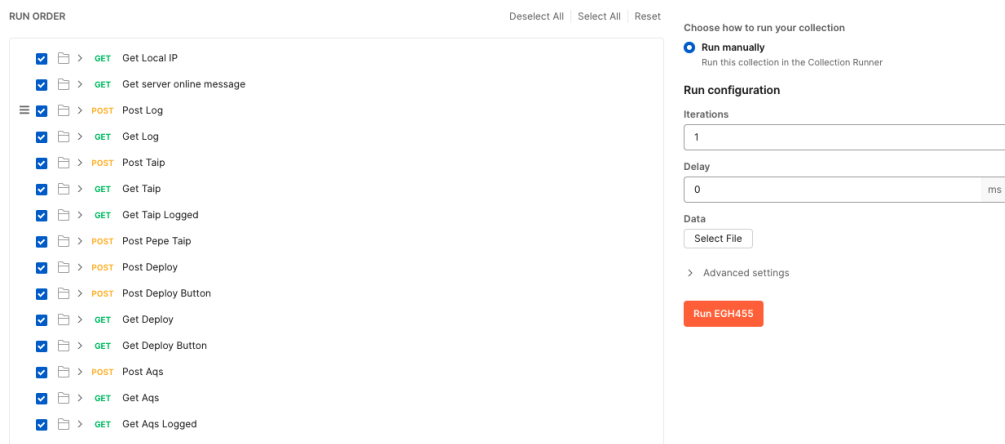 RUN ORDER
Deselect All | Select All | Reset
GET Get Local IP
GET Get server online message
POST Post Log
GET Get Log
POST Post Taip
GET Get Taip
GET Get Taip Logged
POST Post Pepe Taip
POST Post Deploy
POST Post Deploy Button
GET Get Deploy
GET Get Deploy Button
POST Post Aqs
GET Get Aqs
GET Get Aqs Logged
Choose how to run your collection
Run manually
Run this collection in the Collection Runner
Run configuration
Iterations
1
Delay
0 ms
Data
Select File
Advanced settings
Run EGH455